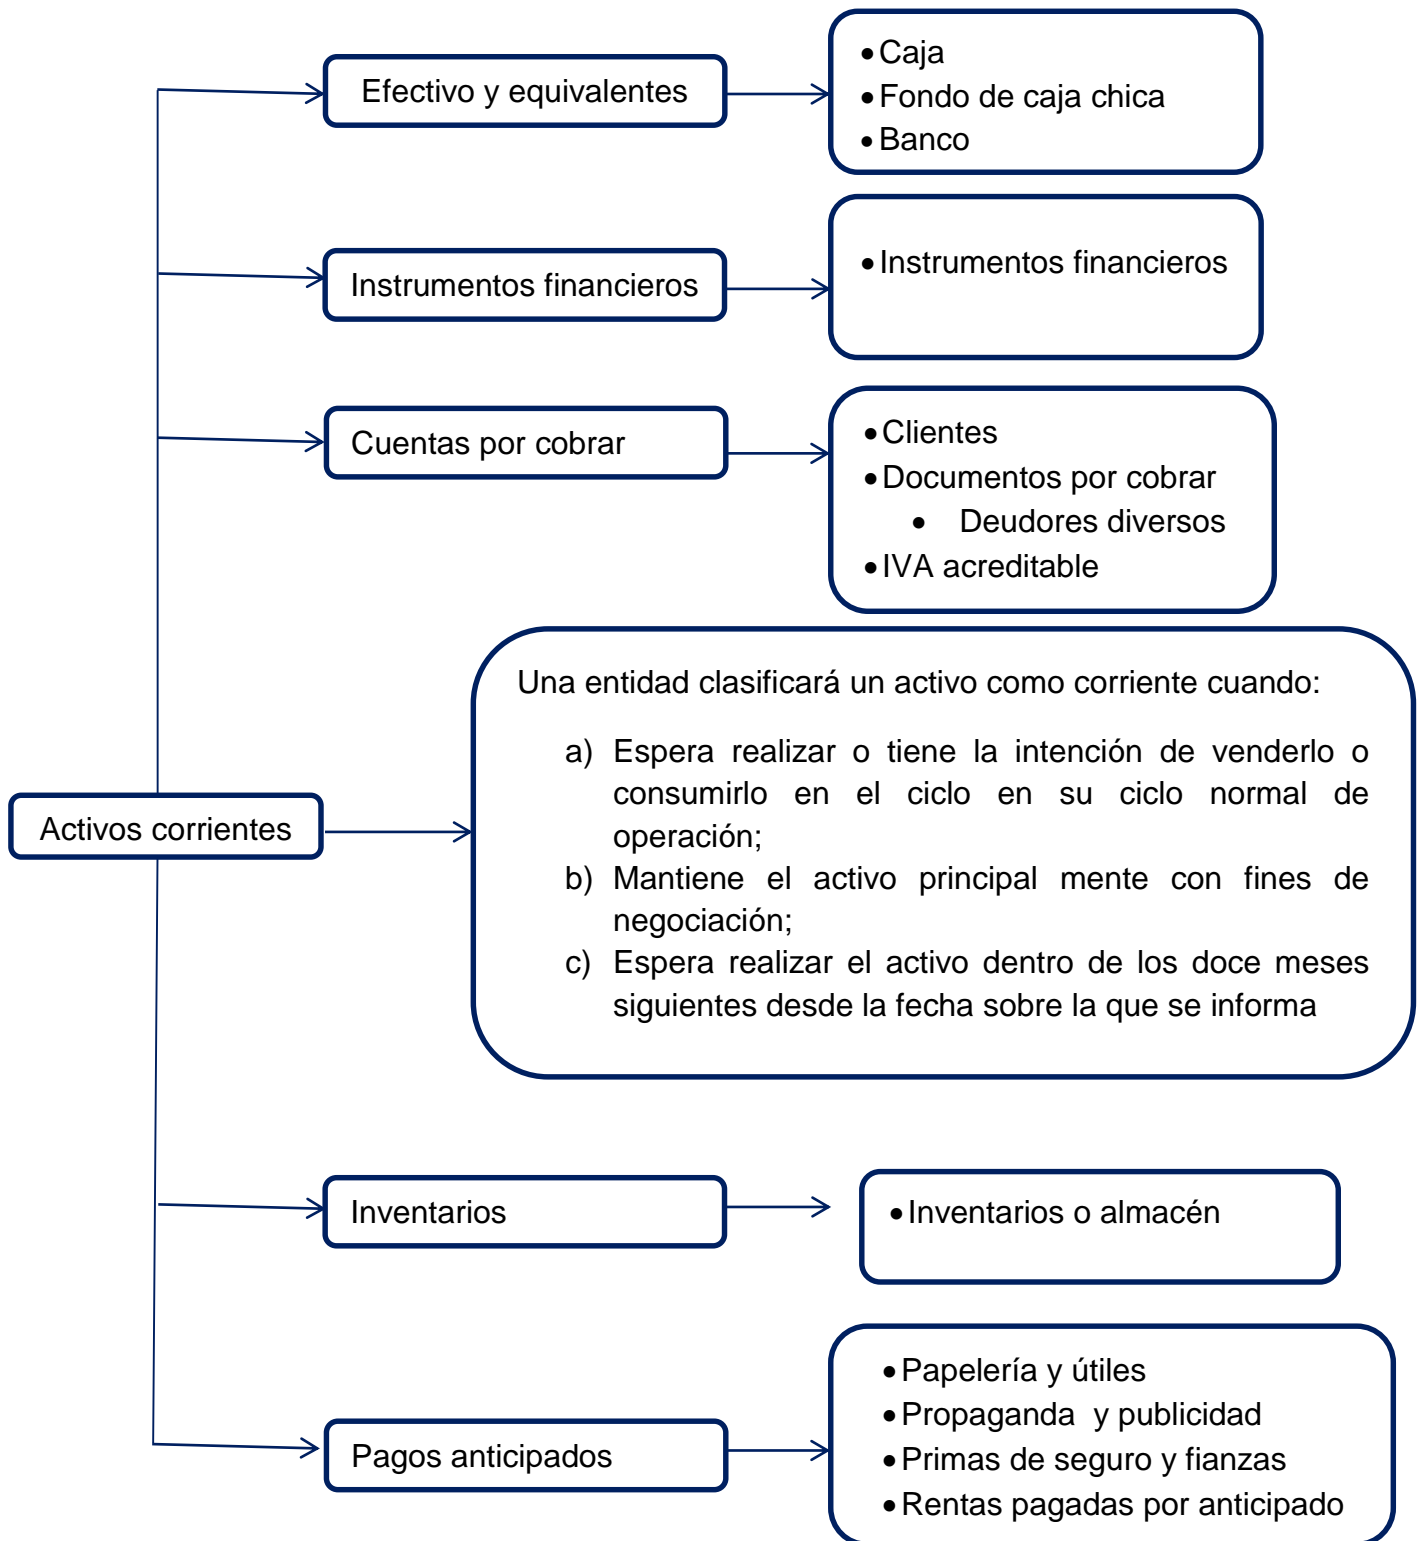 Efectivo y equivalentes
• Caja
• Fondo de caja chica
• Banco
Instrumentos financieros
• Instrumentos financieros
Cuentas por cobrar
• Clientes
• Documentos por cobrar
• Deudores diversos
• IVA acreditable
Activos corrientes
Una entidad clasificará un activo como corriente cuando:
a) Espera realizar o tiene la intención de venderlo o
consumirlo en el ciclo en su ciclo normal de
operación;
b) Mantiene el activo principal mente con fines de
negociación;
c) Espera realizar el activo dentro de los doce meses
siguientes desde la fecha sobre la que se informa
Inventarios
• Inventarios o almacén
Pagos anticipados
• Papelería y útiles
• Propaganda y publicidad
• Primas de seguro y fianzas
• Rentas pagadas por anticipado